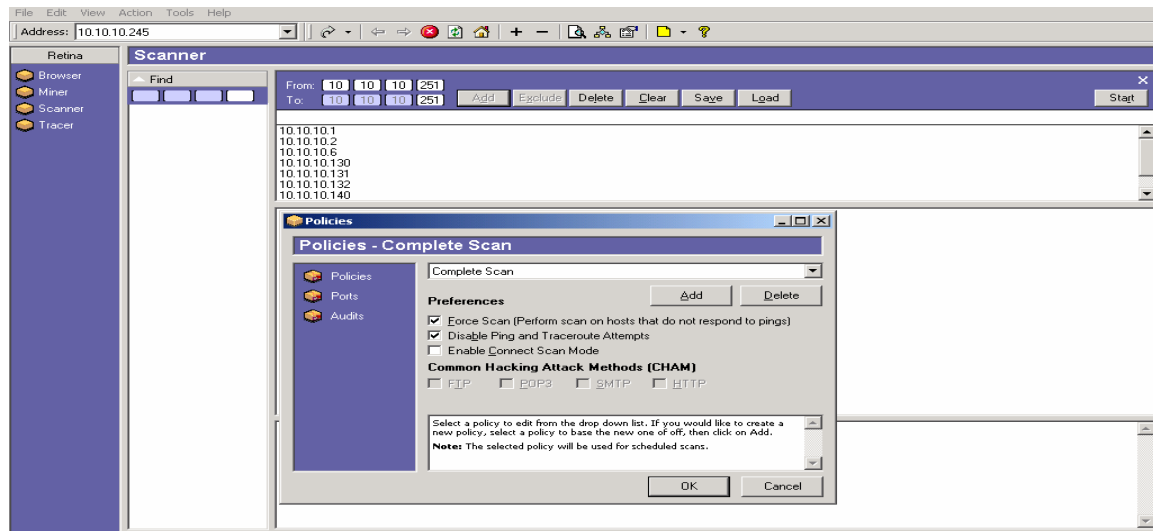 File Edit View Action Tools Help
Address: 10.10.10.245
Retina
Scanner
Browser
Miner
Scanner
Tracer
Find
From: 10 10 10 251
To: 10 10 10 251
Add Exclude Delete Clear Save Load Start
10.10.10.1
10.10.10.2
10.10.10.6
10.10.10.130
10.10.10.131
10.10.10.132
10.10.10.140
Policies
Policies - Complete Scan
Policies
Ports
Audits
Complete Scan
Add Delete
Preferences
Force Scan (Perform scan on hosts that do not respond to pings)
Disable Ping and Traceroute Attempts
Enable Connect Scan Mode
Common Hacking Attack Methods (CHAM)
FTP POP3 SMTP HTTP
Select a policy to edit from the drop down list. If you would like to create a
new policy, select a policy to base the new one of off, then click on Add.
Note: The selected policy will be used for scheduled scans.
OK Cancel